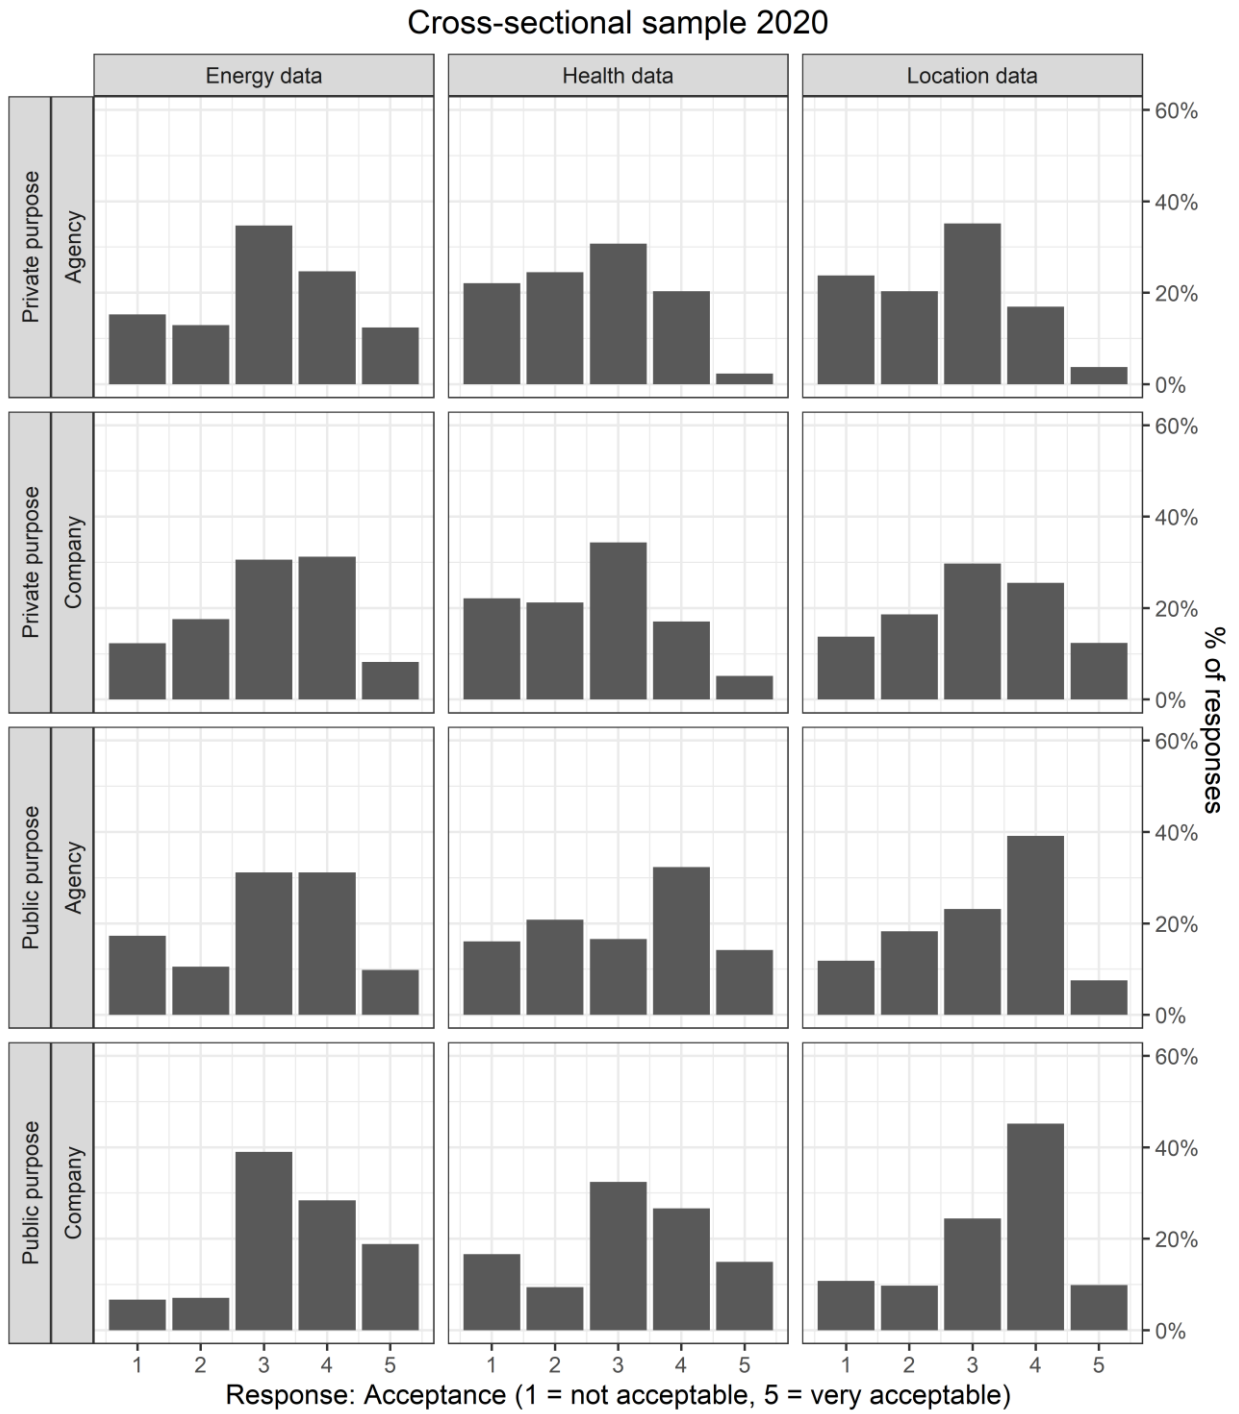 Cross-sectional sample 2020
Energy data
Health data
Location data
Private purpose
Agency
60%
40%
20%
0%
Private purpose
Company
60%
40%
20%
0%
Public purpose
Agency
60%
40%
20%
0%
Public purpose
Company
60%
40%
20%
0%
% of responses
1 2 3 4 5
1 2 3 4 5
1 2 3 4 5
Response: Acceptance (1 = not acceptable, 5 = very acceptable)